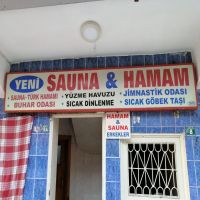 YENİ SAUNA & HAMAM
• SAUNA-TÜRK HAMAMI • YÜZME HAVUZU • JİMNASTİK ODASI
• BUHAR ODASI • SICAK DİNLENME • SICAK GÖBEK TAŞI
HAMAM
& SAUNA
ERKEKLER